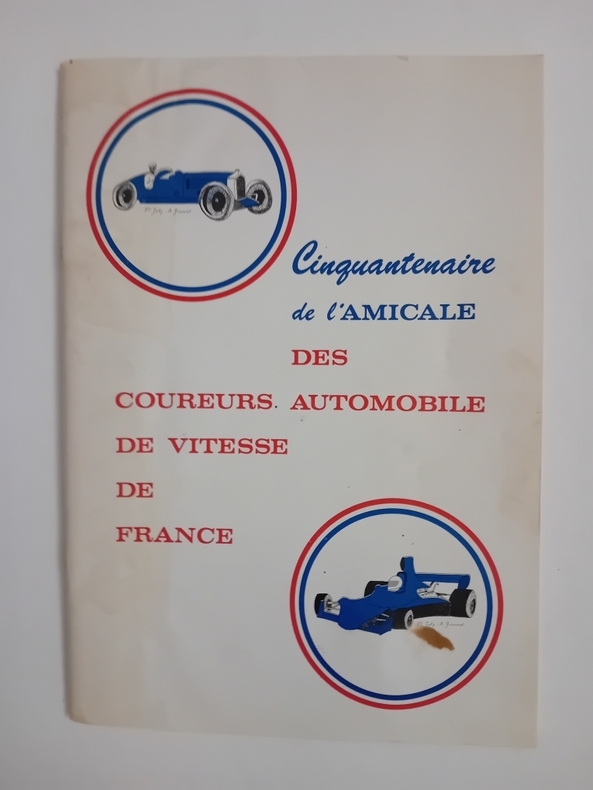 Cinquantenaire
de l'AMICALE
DES
COUREURS. AUTOMOBILE
DE VITESSE
DE
FRANCE